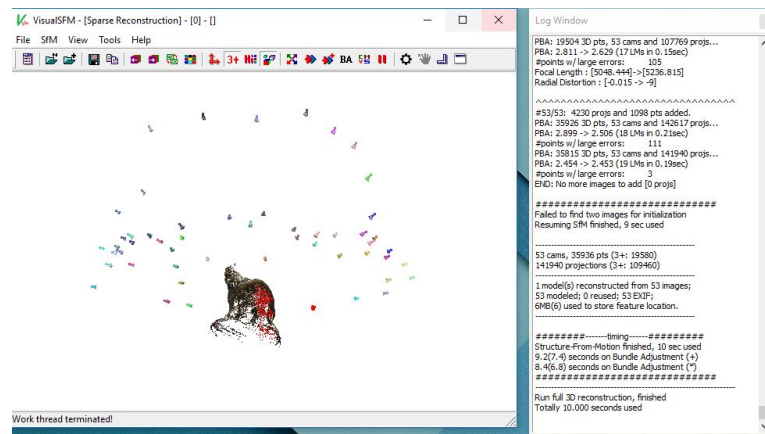 VisualSFM - [Sparse Reconstruction] - [0] - []
File SfM View Tools Help
3+ BA
Work thread terminated!
Log Window
PBA: 19504 3D pts, 53 cams and 107769 projs...
PBA: 2.811 -> 2.629 (17 LMs in 0.15sec)
#points w/ large errors: 105
Focal Length : [5048.444]->[5236.815]
Radial Distortion : [-0.015 -> -9]
^^^^^^^^^^^^^^^^^^^^^^^^^^^^^^^^^
#53/53: 4230 projs and 1098 pts added.
PBA: 35926 3D pts, 53 cams and 142617 projs...
PBA: 2.899 -> 2.506 (18 LMs in 0.21sec)
#points w/ large errors: 111
PBA: 35815 3D pts, 53 cams and 141940 projs...
PBA: 2.454 -> 2.453 (19 LMs in 0.19sec)
#points w/ large errors: 3
END: No more images to add [0 projs]
#############################
Failed to find two images for initialization
Resuming SfM finished, 9 sec used
----------------------------------------------
53 cams, 35936 pts (3+: 19580)
141940 projections (3+: 109460)
----------------------------------------------
1 model(s) reconstructed from 53 images;
53 modeled; 0 reused; 53 EXIF;
6MB(6) used to store feature location.
----------------------------------------------
########-------timing------#########
Structure-From-Motion finished, 10 sec used
9.2(7.4) seconds on Bundle Adjustment (+)
8.4(6.8) seconds on Bundle Adjustment (*)
#############################
----------------------------------------------------------
Run full 3D reconstruction, finished
Totally 10.000 seconds used